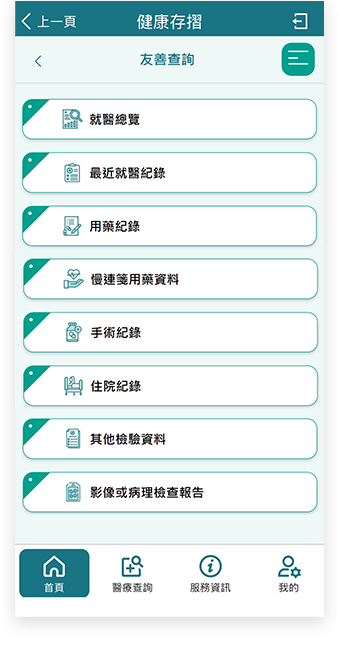 上一頁 健康存摺
友善查詢
就醫總覽
最近就醫紀錄
用藥紀錄
慢連箋用藥資料
手術紀錄
住院紀錄
其他檢驗資料
影像或病理檢查報告
首頁 醫療查詢 服務資訊 我的